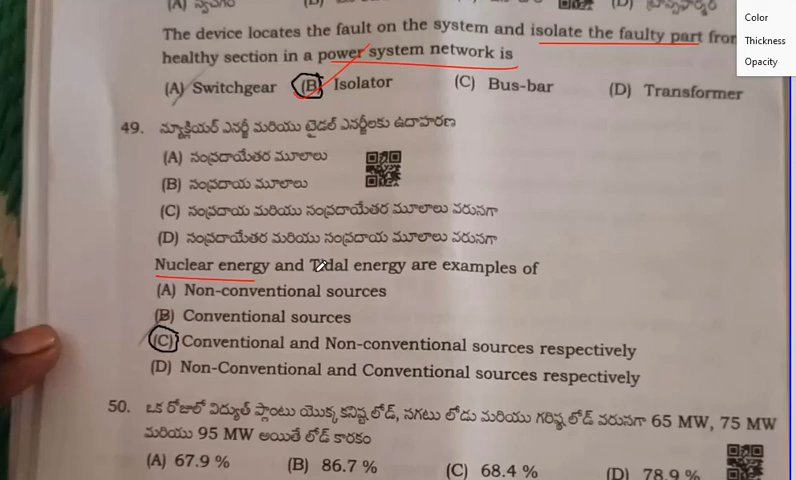 Color
Thickness
Opacity
The device locates the fault on the system and isolate the faulty part from
healthy section in a power system network is
(A) Switchgear (B) Isolator (C) Bus-bar (D) Transformer
49. న్యూక్లియర్ ఎనర్జీ మరియు టైడల్ ఎనర్జీలకు ఉదాహరణ
(A) సంప్రదాయేతర మూలాలు
(B) సంప్రదాయ మూలాలు
(C) సంప్రదాయ మరియు సంప్రదాయేతర మూలాలు వరుసగా
(D) సంప్రదాయేతర మరియు సంప్రదాయ మూలాలు వరుసగా
Nuclear energy and Tidal energy are examples of
(A) Non-conventional sources
(B) Conventional sources
(C) Conventional and Non-conventional sources respectively
(D) Non-Conventional and Conventional sources respectively
50. ఒక రోజులో విద్యుత్ ప్లాంటు యొక్క కనిష్ట లోడ్, సగటు లోడు మరియు గరిష్ఠ లోడ్ వరుసగా 65 MW, 75 MW
మరియు 95 MW అయితే లోడ్ కారకం
(A) 67.9 % (B) 86.7 % (C) 68.4 % (D) 78.9 %